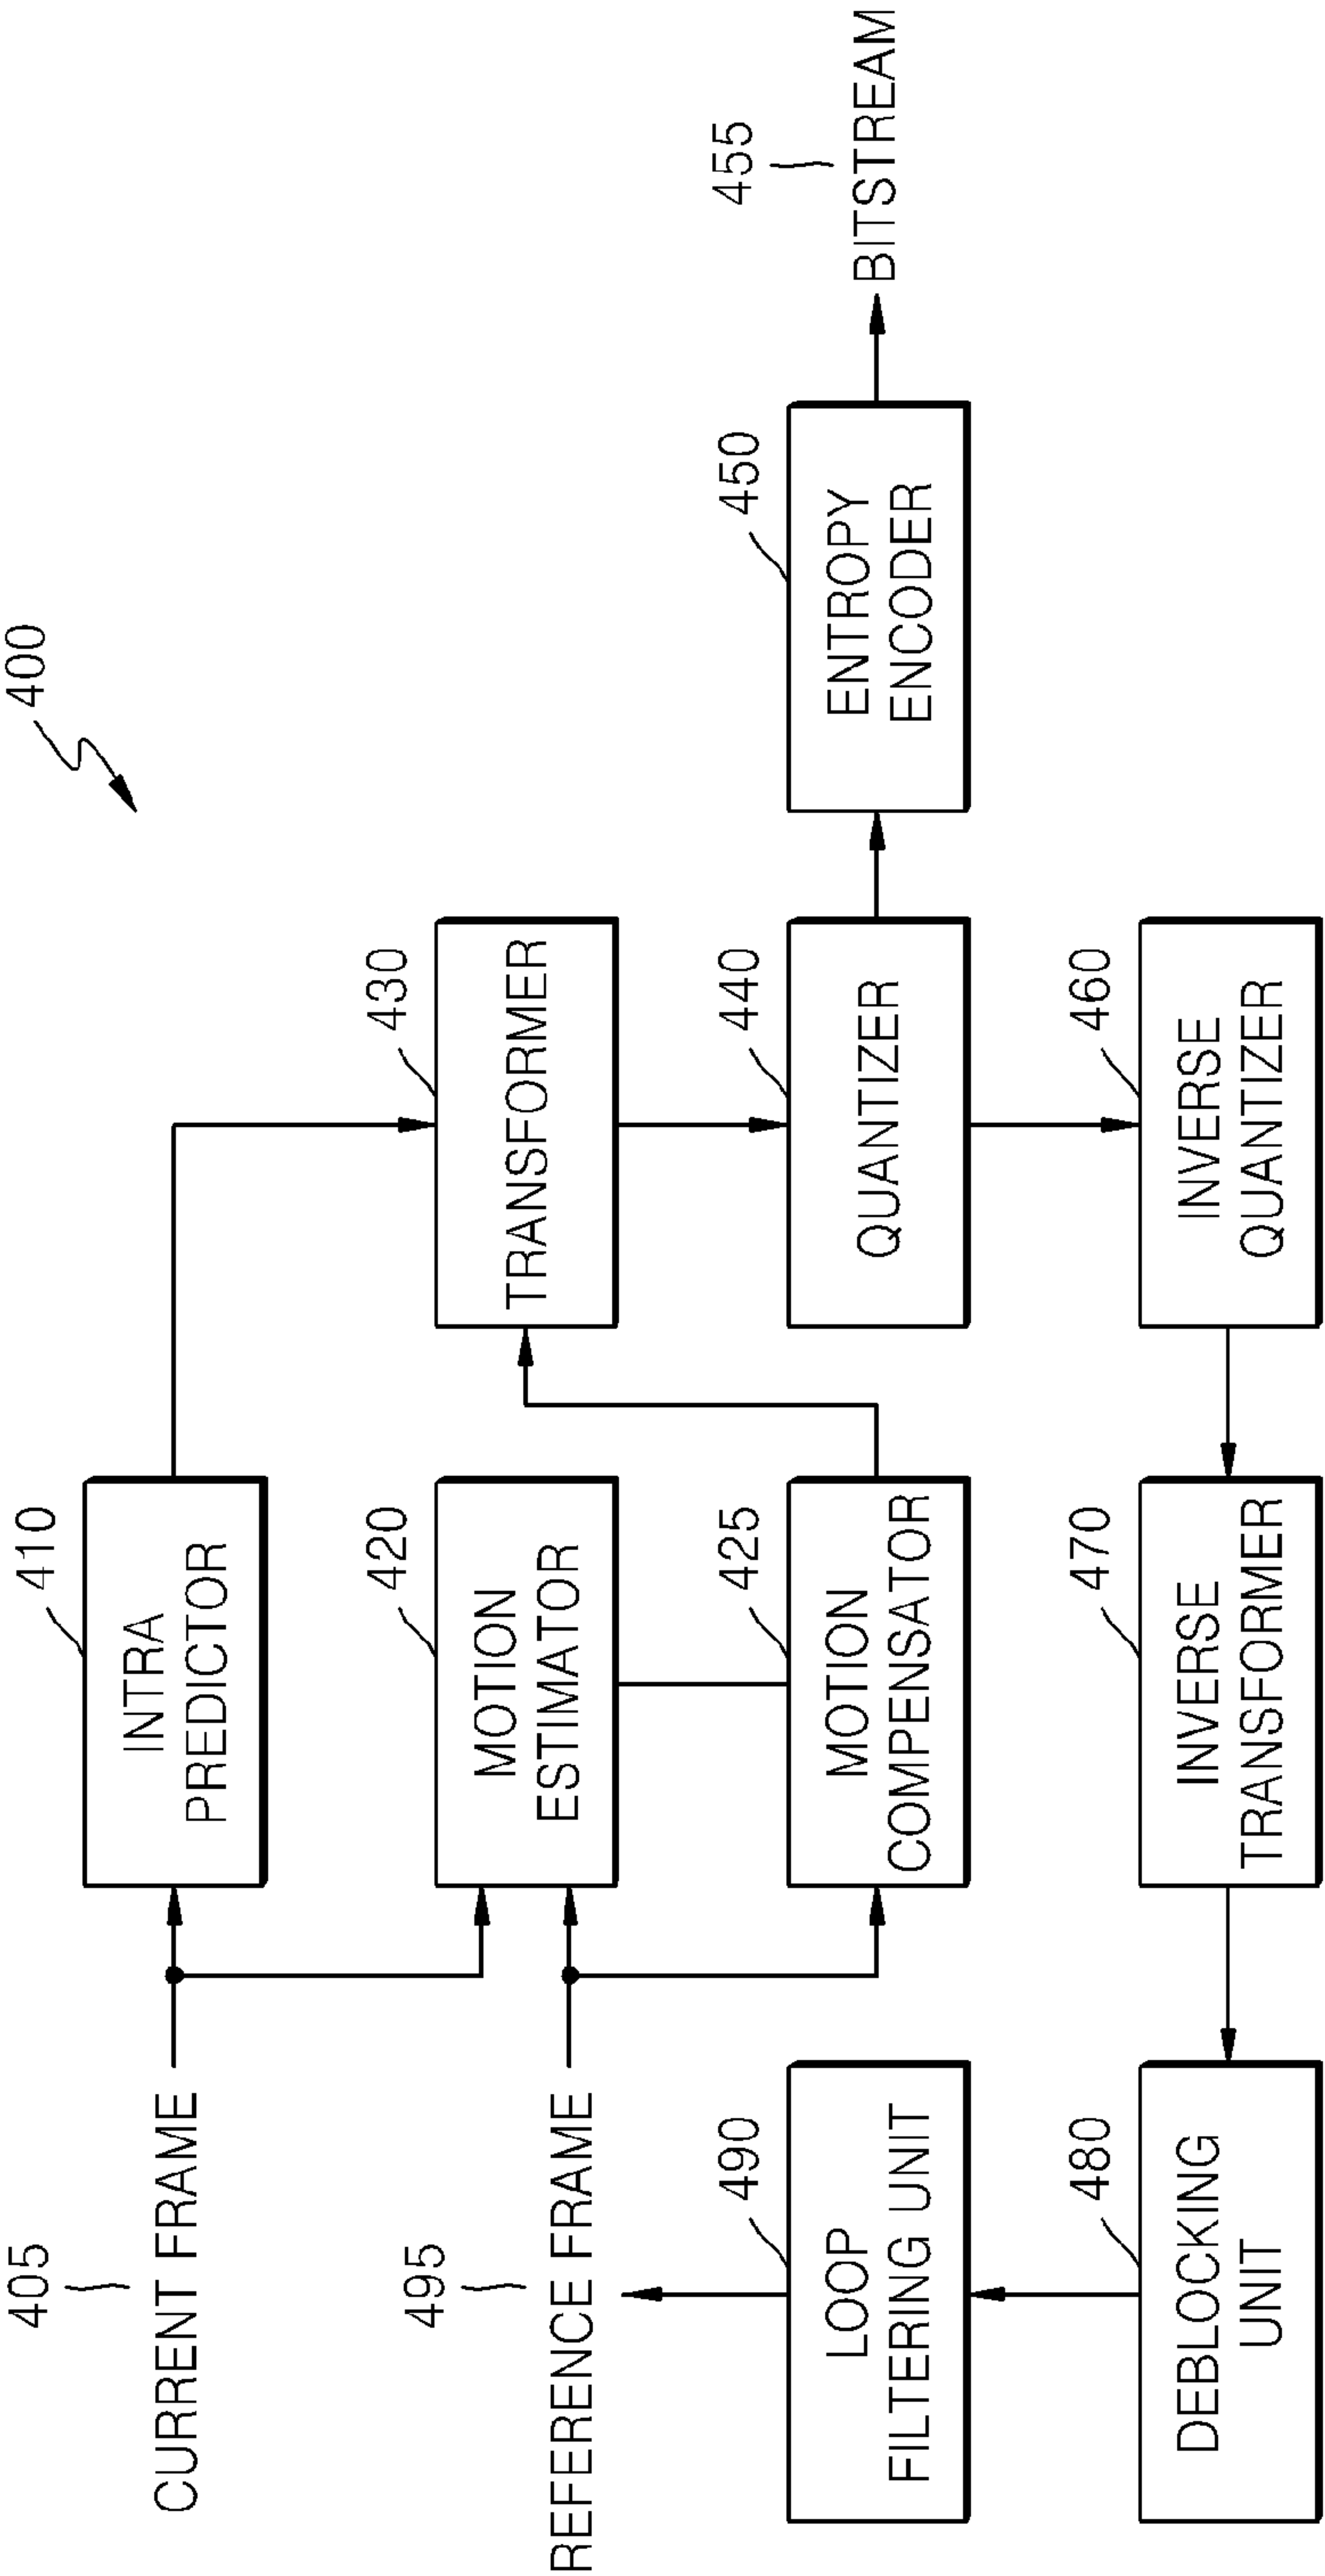 400
405
CURRENT FRAME
410
INTRA
PREDICTOR
495
REFERENCE FRAME
420
MOTION
ESTIMATOR
430
TRANSFORMER
490
LOOP
FILTERING UNIT
425
MOTION
COMPENSATOR
440
QUANTIZER
450
ENTROPY
ENCODER
455
BITSTREAM
480
DEBLOCKING
UNIT
470
INVERSE
TRANSFORMER
460
INVERSE
QUANTIZER